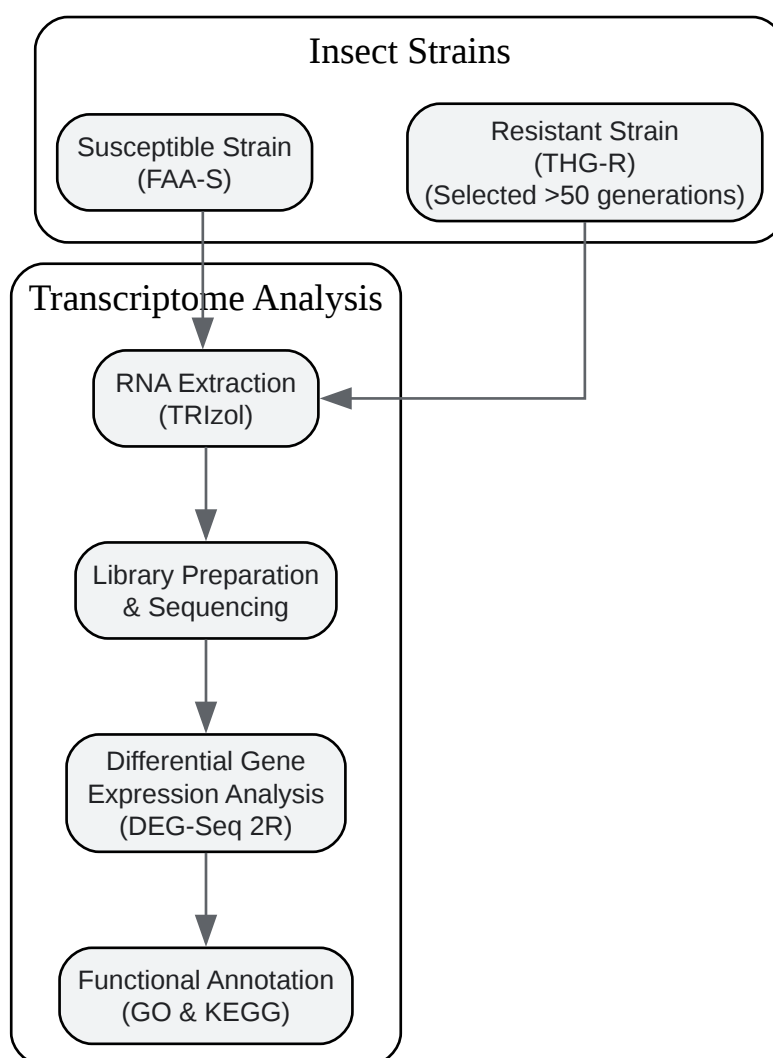 Insect Strains
Susceptible Strain
(FAA-S)
Resistant Strain
(THG-R)
(Selected >50 generations)
Transcriptome Analysis
RNA Extraction
(TRIzol)
Library Preparation
& Sequencing
Differential Gene
Expression Analysis
(DEG-Seq 2R)
Functional Annotation
(GO & KEGG)